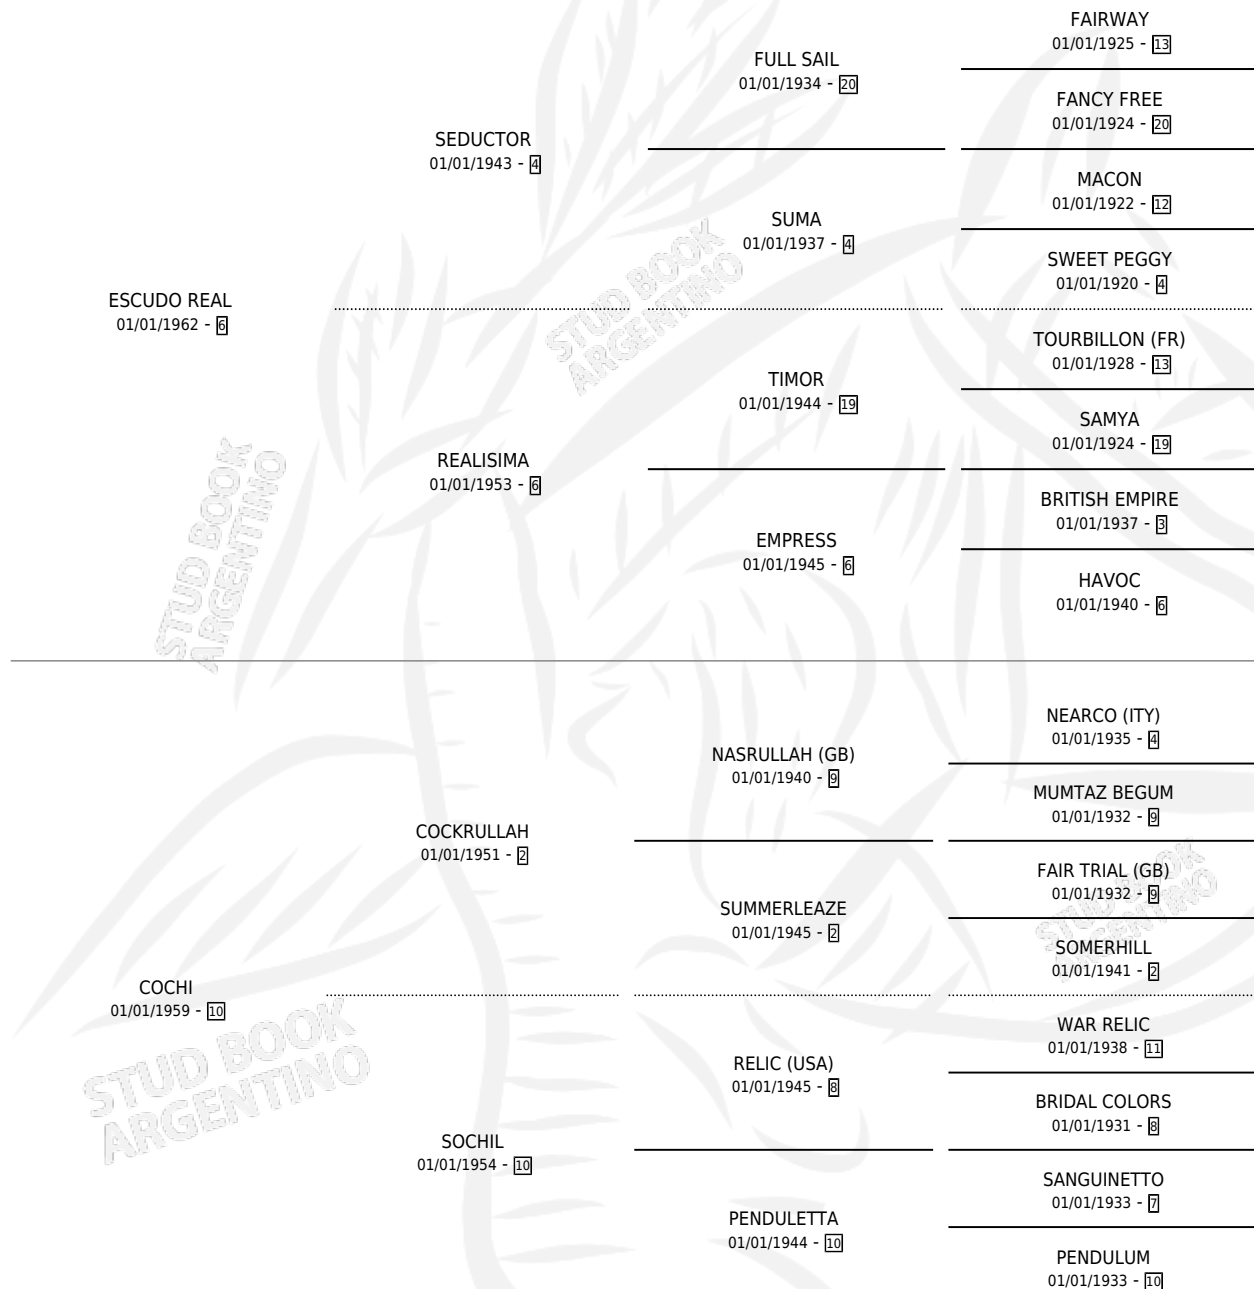 FAIRWAY
01/01/1925 - 13
FULL SAIL
01/01/1934 - 20
FANCY FREE
01/01/1924 - 20
SEDUCTOR
01/01/1943 - 4
MACON
01/01/1922 - 12
SUMA
01/01/1937 - 4
SWEET PEGGY
01/01/1920 - 4
ESCUDO REAL
01/01/1962 - 6
STUD BOOK
ARGENTINO
TOURBILLON (FR)
01/01/1928 - 13
TIMOR
01/01/1944 - 19
SAMYA
01/01/1924 - 19
REALISIMA
01/01/1953 - 6
BRITISH EMPIRE
01/01/1937 - 3
EMPRESS
01/01/1945 - 6
HAVOC
01/01/1940 - 6
STUD BOOK
ARGENTINO
NEARCO (ITY)
01/01/1935 - 4
NASRULLAH (GB)
01/01/1940 - 9
MUMTAZ BEGUM
01/01/1932 - 9
COCKRULLAH
01/01/1951 - 2
FAIR TRIAL (GB)
01/01/1932 - 9
SUMMERLEAZE
01/01/1945 - 2
SOMERHILL
01/01/1941 - 2
STUD BOOK
ARGENTINO
COCHI
01/01/1959 - 10
STUD BOOK
ARGENTINO
WAR RELIC
01/01/1938 - 11
RELIC (USA)
01/01/1945 - 8
BRIDAL COLORS
01/01/1931 - 8
SOCHIL
01/01/1954 - 10
SANGUINETTO
01/01/1933 - 7
PENDULETTA
01/01/1944 - 10
PENDULUM
01/01/1933 - 10